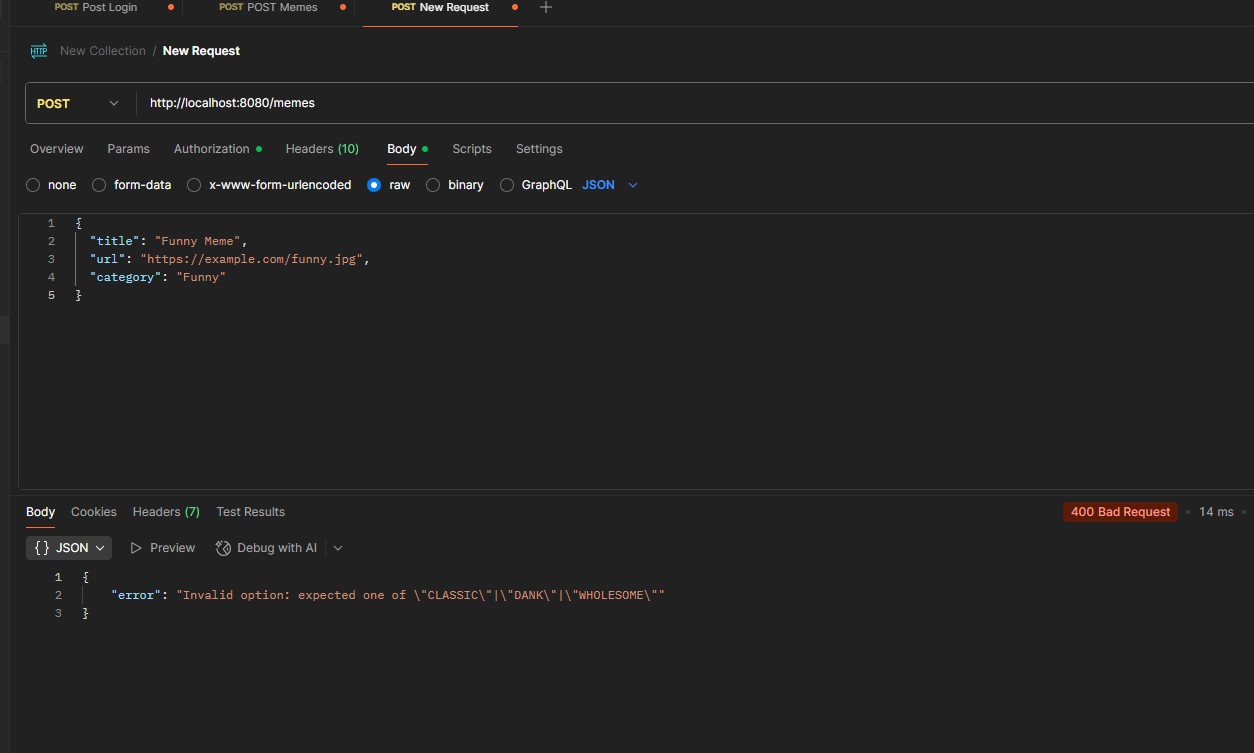 POST Post Login POST POST Memes POST New Request
HTTP New Collection / New Request
POST http://localhost:8080/memes
Overview Params Authorization Headers (10) Body Scripts Settings
none form-data x-www-form-urlencoded raw binary GraphQL JSON
1 {
2 "title": "Funny Meme",
3 "url": "https://example.com/funny.jpg",
4 "category": "Funny"
5 }
Body Cookies Headers (7) Test Results 400 Bad Request • 14 ms •
{} JSON Preview Debug with AI
1 {
2 "error": "Invalid option: expected one of \"CLASSIC\"|\"DANK\"|\"WHOLESOME\""
3 }